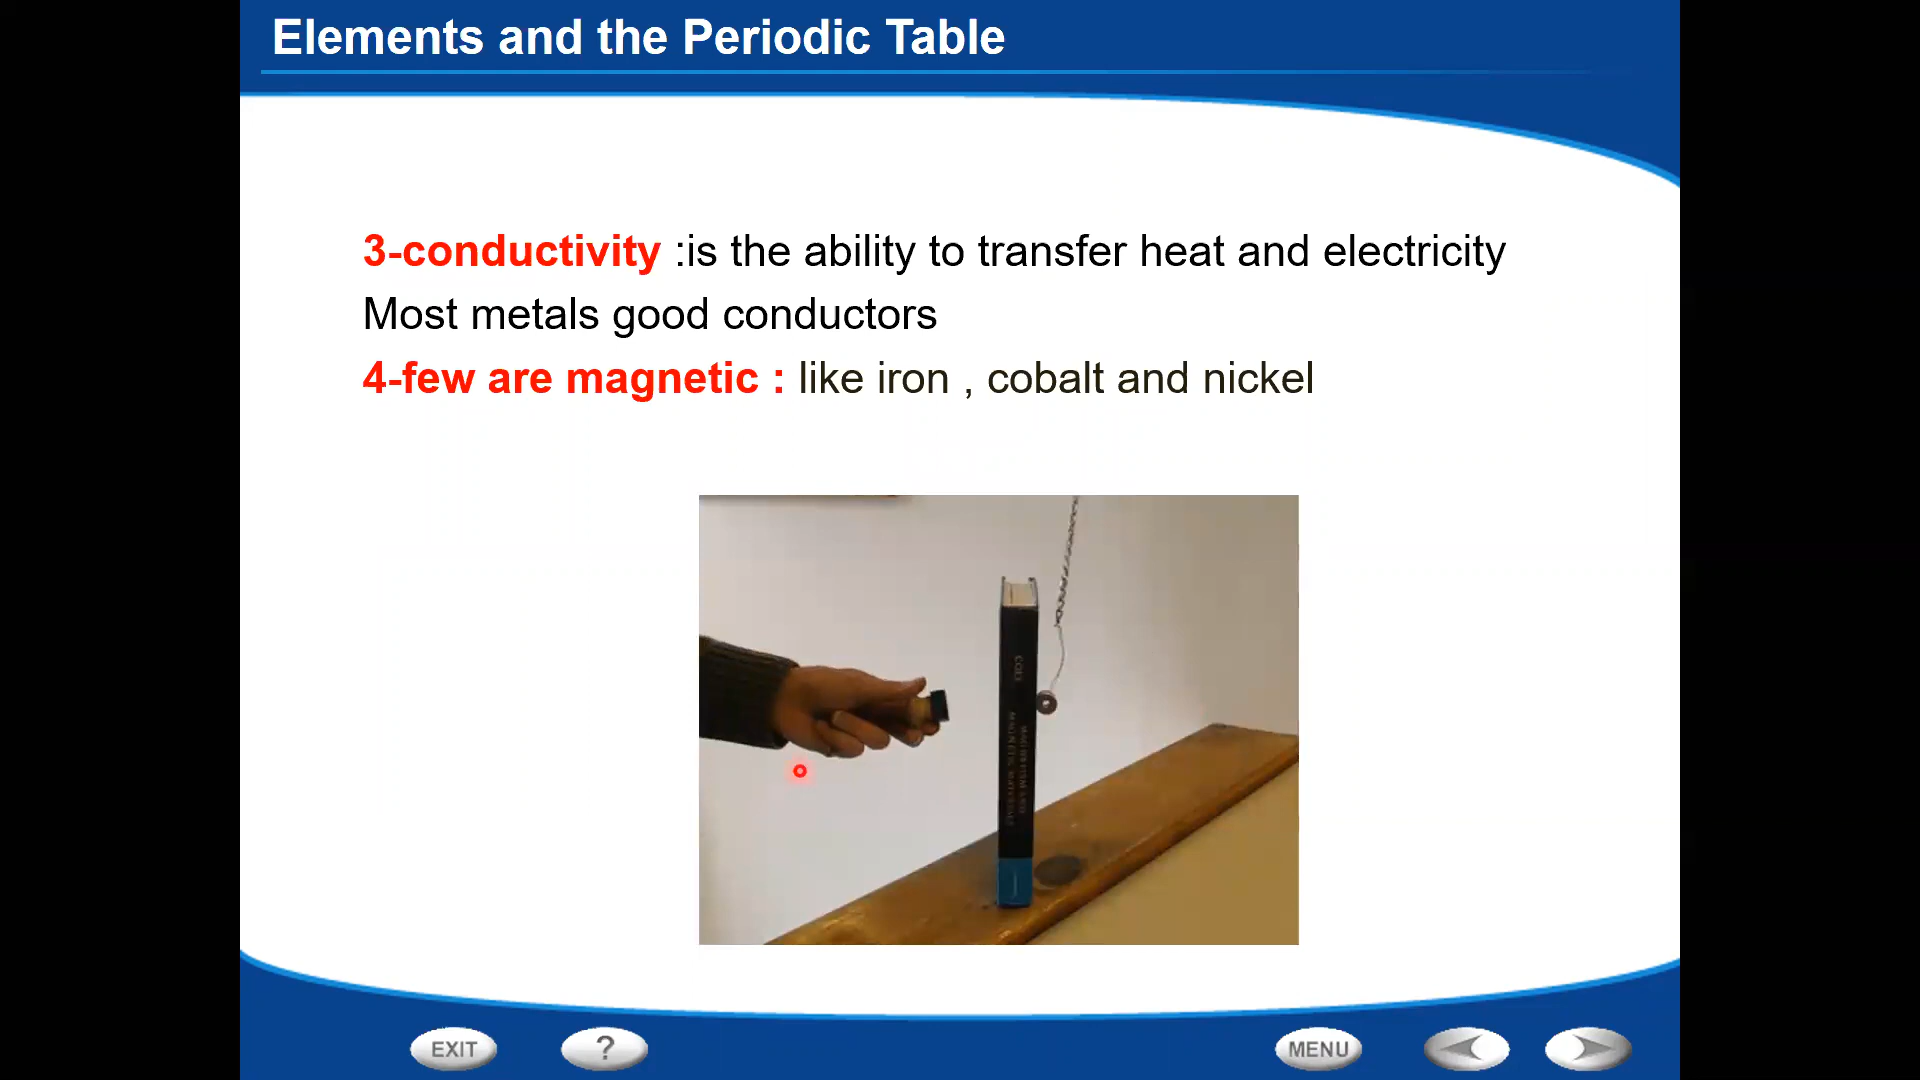 Elements and the Periodic Table
3-conductivity :is the ability to transfer heat and electricity
Most metals good conductors
4-few are magnetic : like iron , cobalt and nickel
EXIT
?
MENU